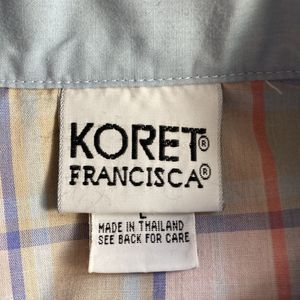 KORET®
FRANCISCA®
L
MADE IN THAILAND
SEE BACK FOR CARE